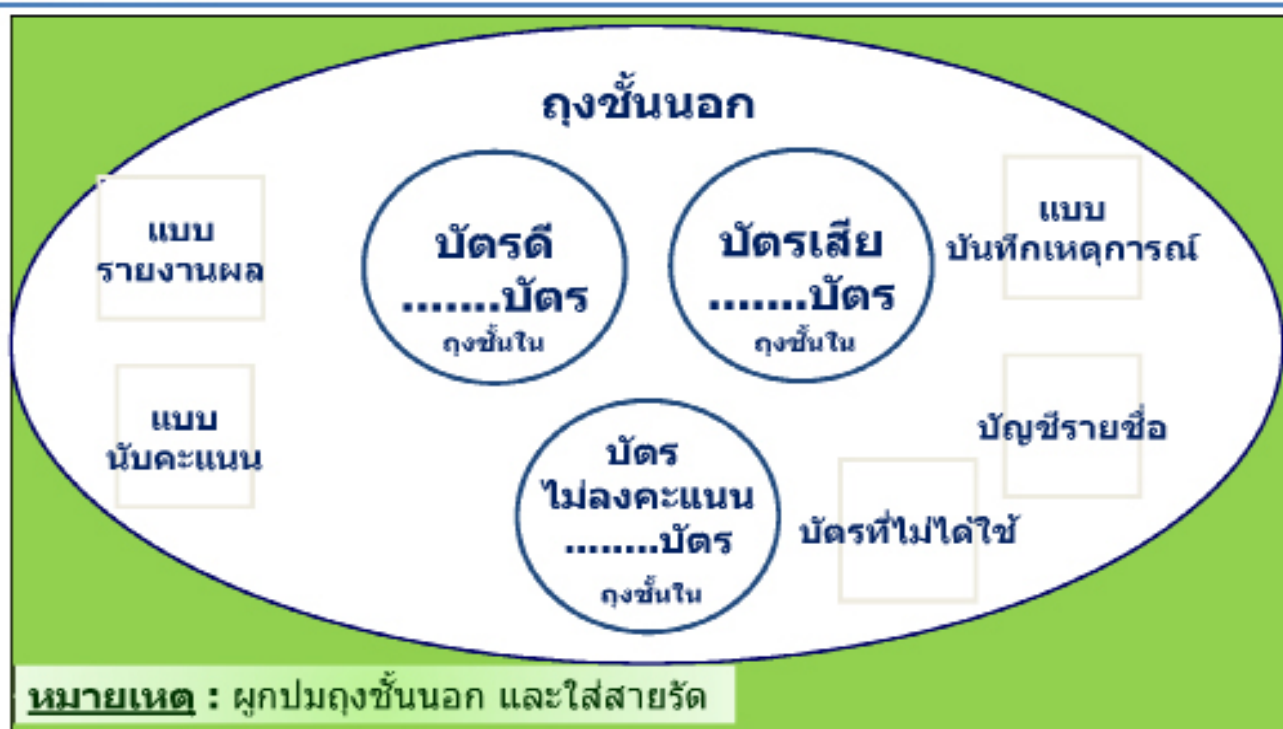 ถุงชั้นนอก
แบบ
รายงานผล
บัตรดี
.......บัตร
ถุงชั้นใน
บัตรเสีย
.......บัตร
ถุงชั้นใน
แบบ
บันทึกเหตุการณ์
แบบ
นับคะแนน
บัตร
ไม่ลงคะแนน
........บัตร
ถุงชั้นใน
บัตรที่ไม่ได้ใช้
บัญชีรายชื่อ
หมายเหตุ : ผูกปมถุงชั้นนอก และใส่สายรัด